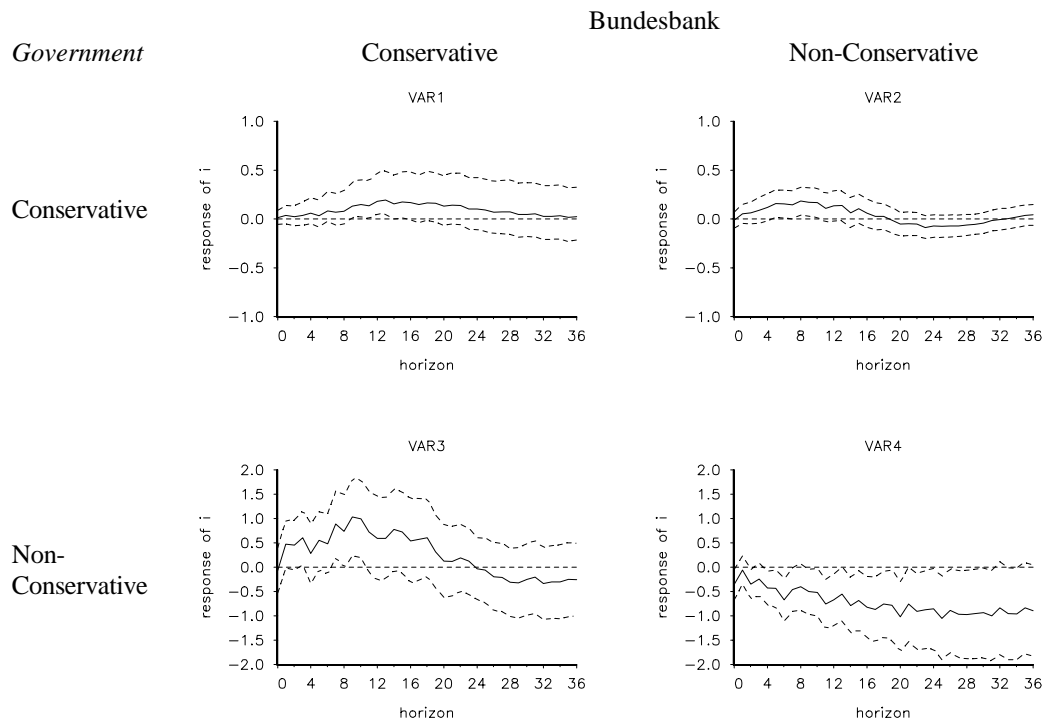 Bundesbank
Government Conservative Non-Conservative
VAR1 VAR2
1.0 1.0
0.5 0.5
Conservative 0.0 0.0
response of i response of i
−0.5 −0.5
−1.0 −1.0
0 4 8 12 16 20 24 28 32 36 0 4 8 12 16 20 24 28 32 36
horizon horizon
VAR3 VAR4
2.0 2.0
1.5 1.5
1.0 1.0
0.5 0.5
Non-
Conservative
0.0 0.0
response of i response of i
−0.5 −0.5
−1.0 −1.0
−1.5 −1.5
−2.0 −2.0
0 4 8 12 16 20 24 28 32 36 0 4 8 12 16 20 24 28 32 36
horizon horizon